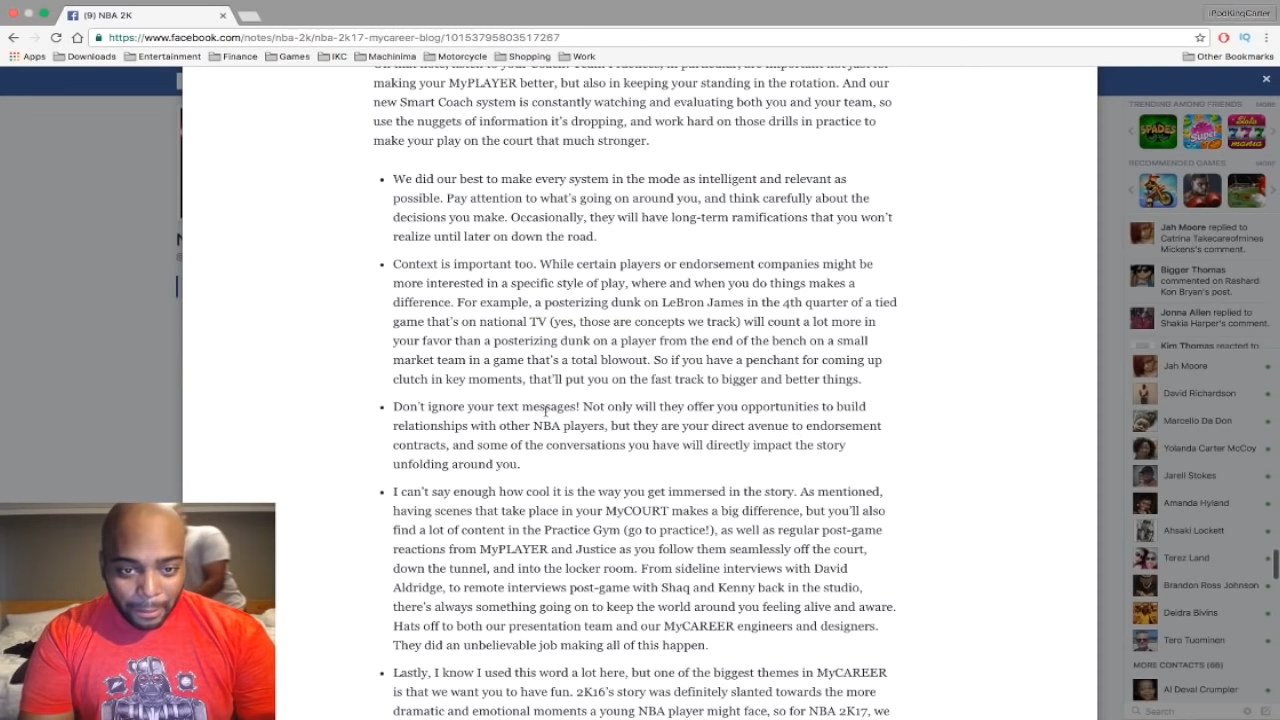 (9) NBA 2K
iPodKingCarter
https://www.facebook.com/notes/nba-2k/nba-2k17-mycareer-blog/10153795803517267
Apps Downloads Entertainment Finance Games IKC Machinima Motorcycle Shopping Work Other Bookmarks
making your MyPLAYER better, but also in keeping your standing in the rotation. And our
new Smart Coach system is constantly watching and evaluating both you and your team, so
use the nuggets of information it's dropping, and work hard on those drills in practice to
make your play on the court that much stronger.
• We did our best to make every system in the mode as intelligent and relevant as
possible. Pay attention to what's going on around you, and think carefully about the
decisions you make. Occasionally, they will have long-term ramifications that you won't
realize until later on down the road.
• Context is important too. While certain players or endorsement companies might be
more interested in a specific style of play, where and when you do things makes a
difference. For example, a posterizing dunk on LeBron James in the 4th quarter of a tied
game that's on national TV (yes, those are concepts we track) will count a lot more in
your favor than a posterizing dunk on a player from the end of the bench on a small
market team in a game that's a total blowout. So if you have a penchant for coming up
clutch in key moments, that'll put you on the fast track to bigger and better things.
• Don't ignore your text messages! Not only will they offer you opportunities to build
relationships with other NBA players, but they are your direct avenue to endorsement
contracts, and some of the conversations you have will directly impact the story
unfolding around you.
• I can't say enough how cool it is the way you get immersed in the story. As mentioned,
having scenes that take place in your MyCOURT makes a big difference, but you'll also
find a lot of content in the Practice Gym (go to practice!), as well as regular post-game
reactions from MyPLAYER and Justice as you follow them seamlessly off the court,
down the tunnel, and into the locker room. From sideline interviews with David
Aldridge, to remote interviews post-game with Shaq and Kenny back in the studio,
there's always something going on to keep the world around you feeling alive and aware.
Hats off to both our presentation team and our MyCAREER engineers and designers.
They did an unbelievable job making all of this happen.
• Lastly, I know I used this word a lot here, but one of the biggest themes in MyCAREER
is that we want you to have fun. 2K16's story was definitely slanted towards the more
dramatic and emotional moments a young NBA player might face, so for NBA 2K17, we
TRENDING AMONG FRIENDS MORE
SPADES Super Slots 777 mania
RECOMMENDED GAMES MORE
Jah Moore replied to
Catrina Takecareofmines
Mickens's comment.
Bigger Thomas
commented on Rashard
Kon Bryan's post.
Jonna Allen replied to
Shakia Harper's comment.
Kim Thomas reacted to
Jah Moore
David Richardson
Marcello Da Don
Yolanda Carter McCoy
Jarell Stokes
Amanda Hyland
Ahsaki Lockett
Terez Land
Brandon Ross Johnson
Deidra Bivins
Tero Tuominen
MORE CONTACTS (66)
Al Deval Crumpler
Search